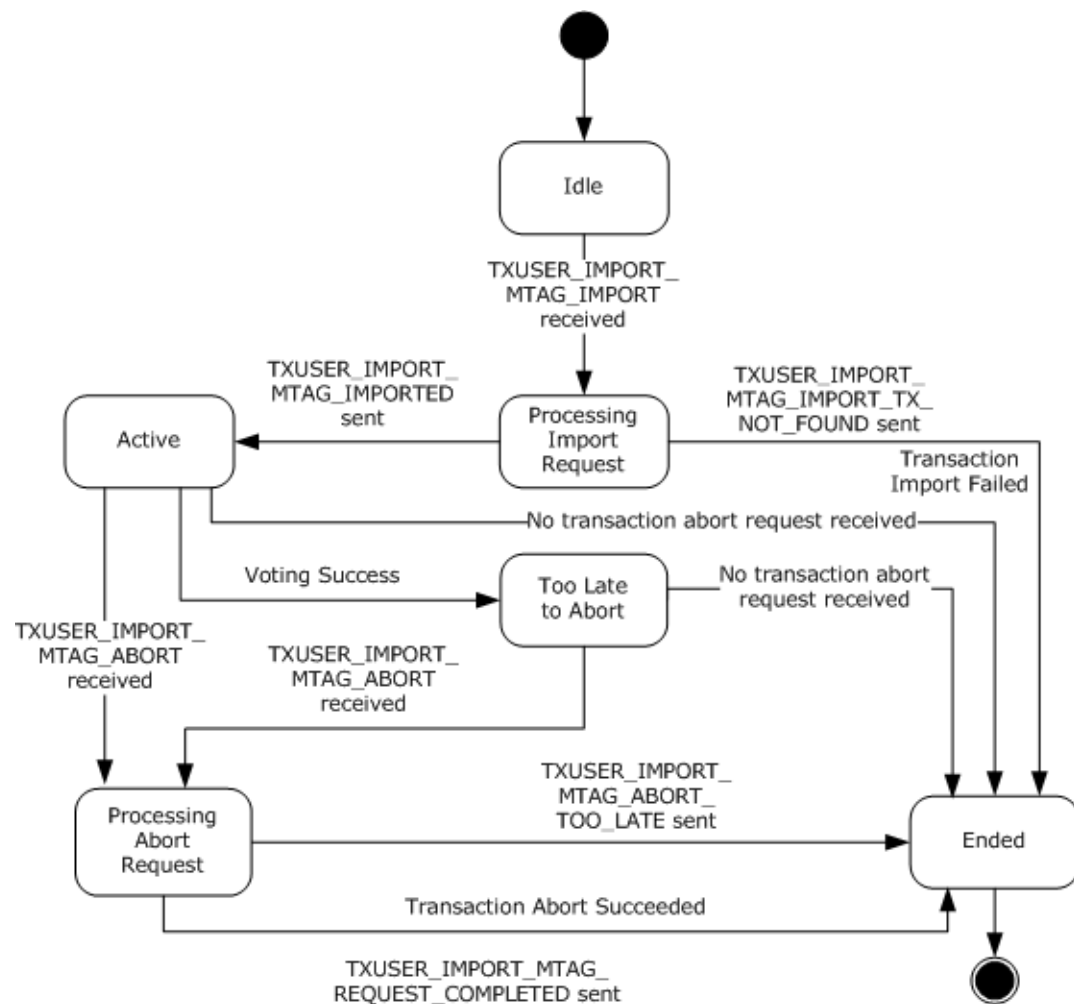 Idle
TXUSER_IMPORT_
MTAG_IMPORT
received
TXUSER_IMPORT_
MTAG_IMPORTED
sent
TXUSER_IMPORT_
MTAG_IMPORT_TX_
NOT_FOUND sent
Active
Processing
Import
Request
Transaction
Import Failed
No transaction abort request received
Voting Success
Too Late
to Abort
No transaction abort
request received
TXUSER_IMPORT_
MTAG_ABORT
received
TXUSER_IMPORT_
MTAG_ABORT
received
Processing
Abort
Request
TXUSER_IMPORT_
MTAG_ABORT_
TOO_LATE sent
Ended
Transaction Abort Succeeded
TXUSER_IMPORT_MTAG_
REQUEST_COMPLETED sent